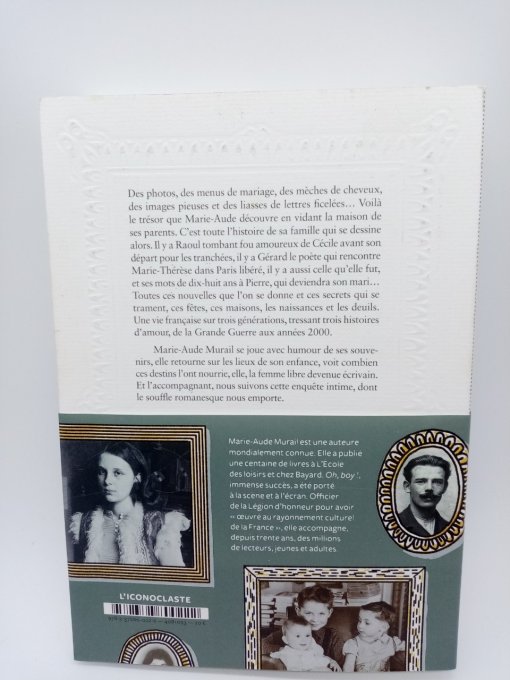 Des photos, des menus de mariage, des mèches de cheveux,
des images pieuses et des liasses de lettres ficelées… Voilà
le trésor que Marie-Aude découvre en vidant la maison de
ses parents. C'est toute l'histoire de sa famille qui se dessine
alors. Il y a Raoul tombant fou amoureux de Cécile avant son
départ pour les tranchées, il y a Gérard le poète qui rencontre
Marie-Thérèse dans Paris libéré, il y a aussi celle qu'elle fut,
et ses mots de dix-huit ans à Pierre, qui deviendra son mari…
Toutes ces nouvelles que l'on se donne et ces secrets qui se
trament, ces fêtes, ces maisons, les naissances et les deuils.
Une vie française sur trois générations, tressant trois histoires
d'amour, de la Grande Guerre aux années 2000.
Marie-Aude Murail se joue avec humour de ses souve-
nirs, elle retourne sur les lieux de son enfance, voit combien
ces destins l'ont nourrie, elle, la femme libre devenue écrivain.
Et l'accompagnant, nous suivons cette enquête intime, dont
le souffle romanesque nous emporte.
Marie-Aude Murail est une auteure
mondialement connue. Elle a publié
une centaine de livres à L'École
des loisirs et chez Bayard. Oh, boy !,
immense succès, a été porté
à la scène et à l'écran. Officier
de la Légion d'honneur pour avoir
« œuvré au rayonnement culturel
de la France », elle accompagne,
depuis trente ans, des millions
de lecteurs, jeunes et adultes.
L'ICONOCLASTE